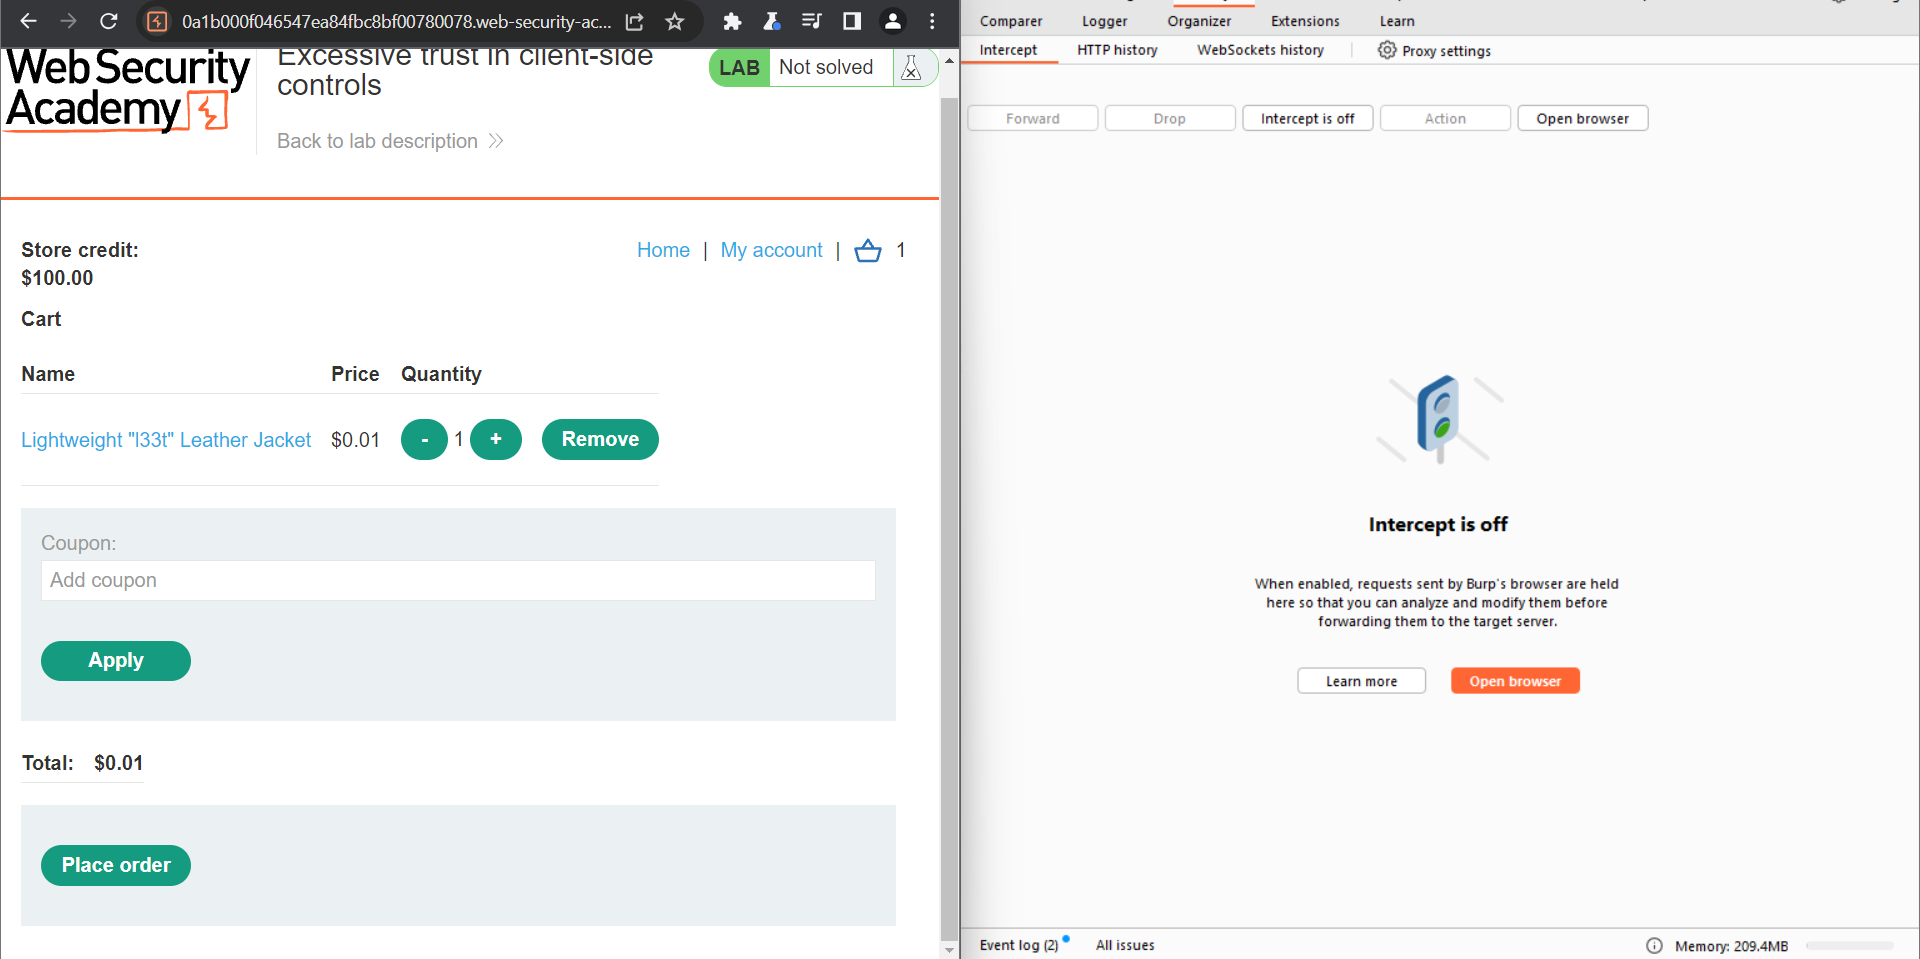 0a1b000f046547ea84fbc8bf00780078.web-security-ac...
Web Security
Academy
Excessive trust in client-side
controls
LAB Not solved
Back to lab description
Store credit:
$100.00
Home | My account | 1
Cart
Name Price Quantity
Lightweight "l33t" Leather Jacket $0.01 - 1 + Remove
Coupon:
Add coupon
Apply
Total: $0.01
Place order
Comparer Logger Organizer Extensions Learn
Intercept HTTP history WebSockets history Proxy settings
Forward Drop Intercept is off Action Open browser
Intercept is off
When enabled, requests sent by Burp's browser are held
here so that you can analyze and modify them before
forwarding them to the target server.
Learn more Open browser
Event log (2) All issues Memory: 209.4MB